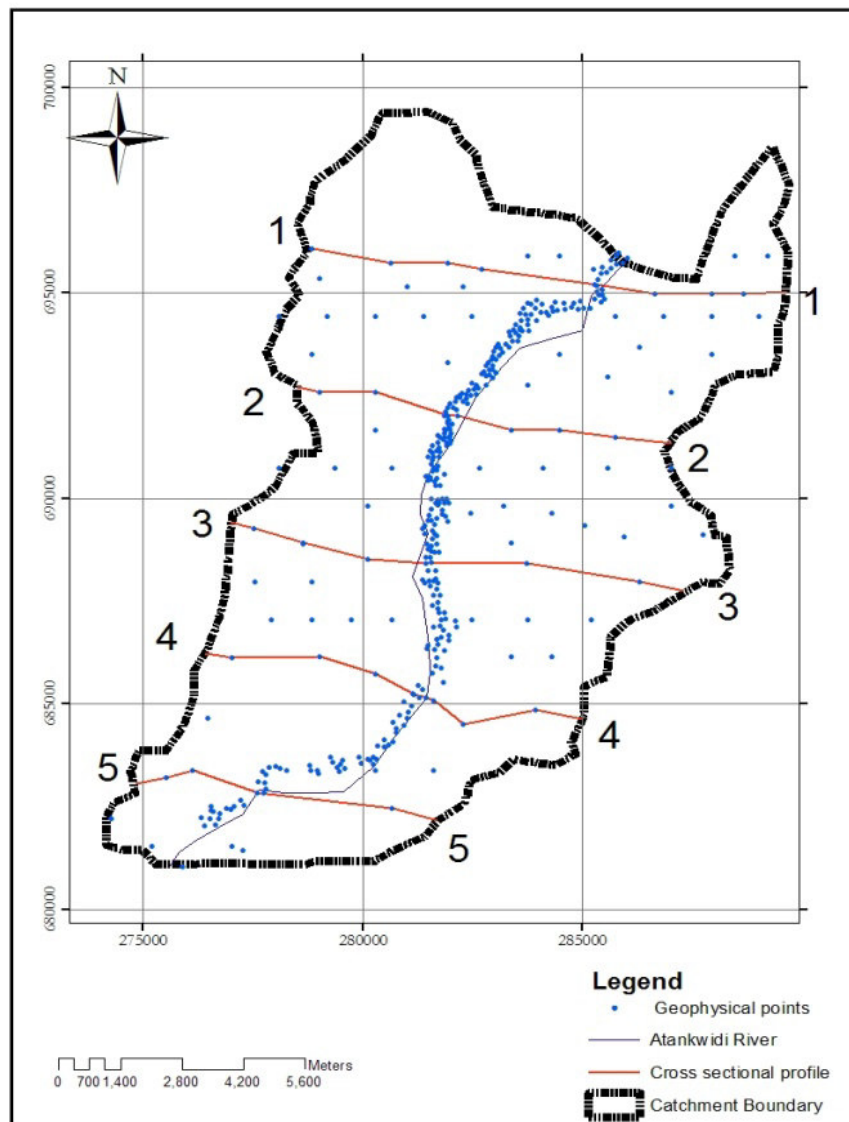 N
700000
695000
690000
685000
680000
1
1
2
2
3
3
4
4
5
5
275000
280000
285000
Legend
Geophysical points
Atankwidi River
Cross sectional profile
Catchment Boundary
Meters
0 700 1,400 2,800 4,200 5,600